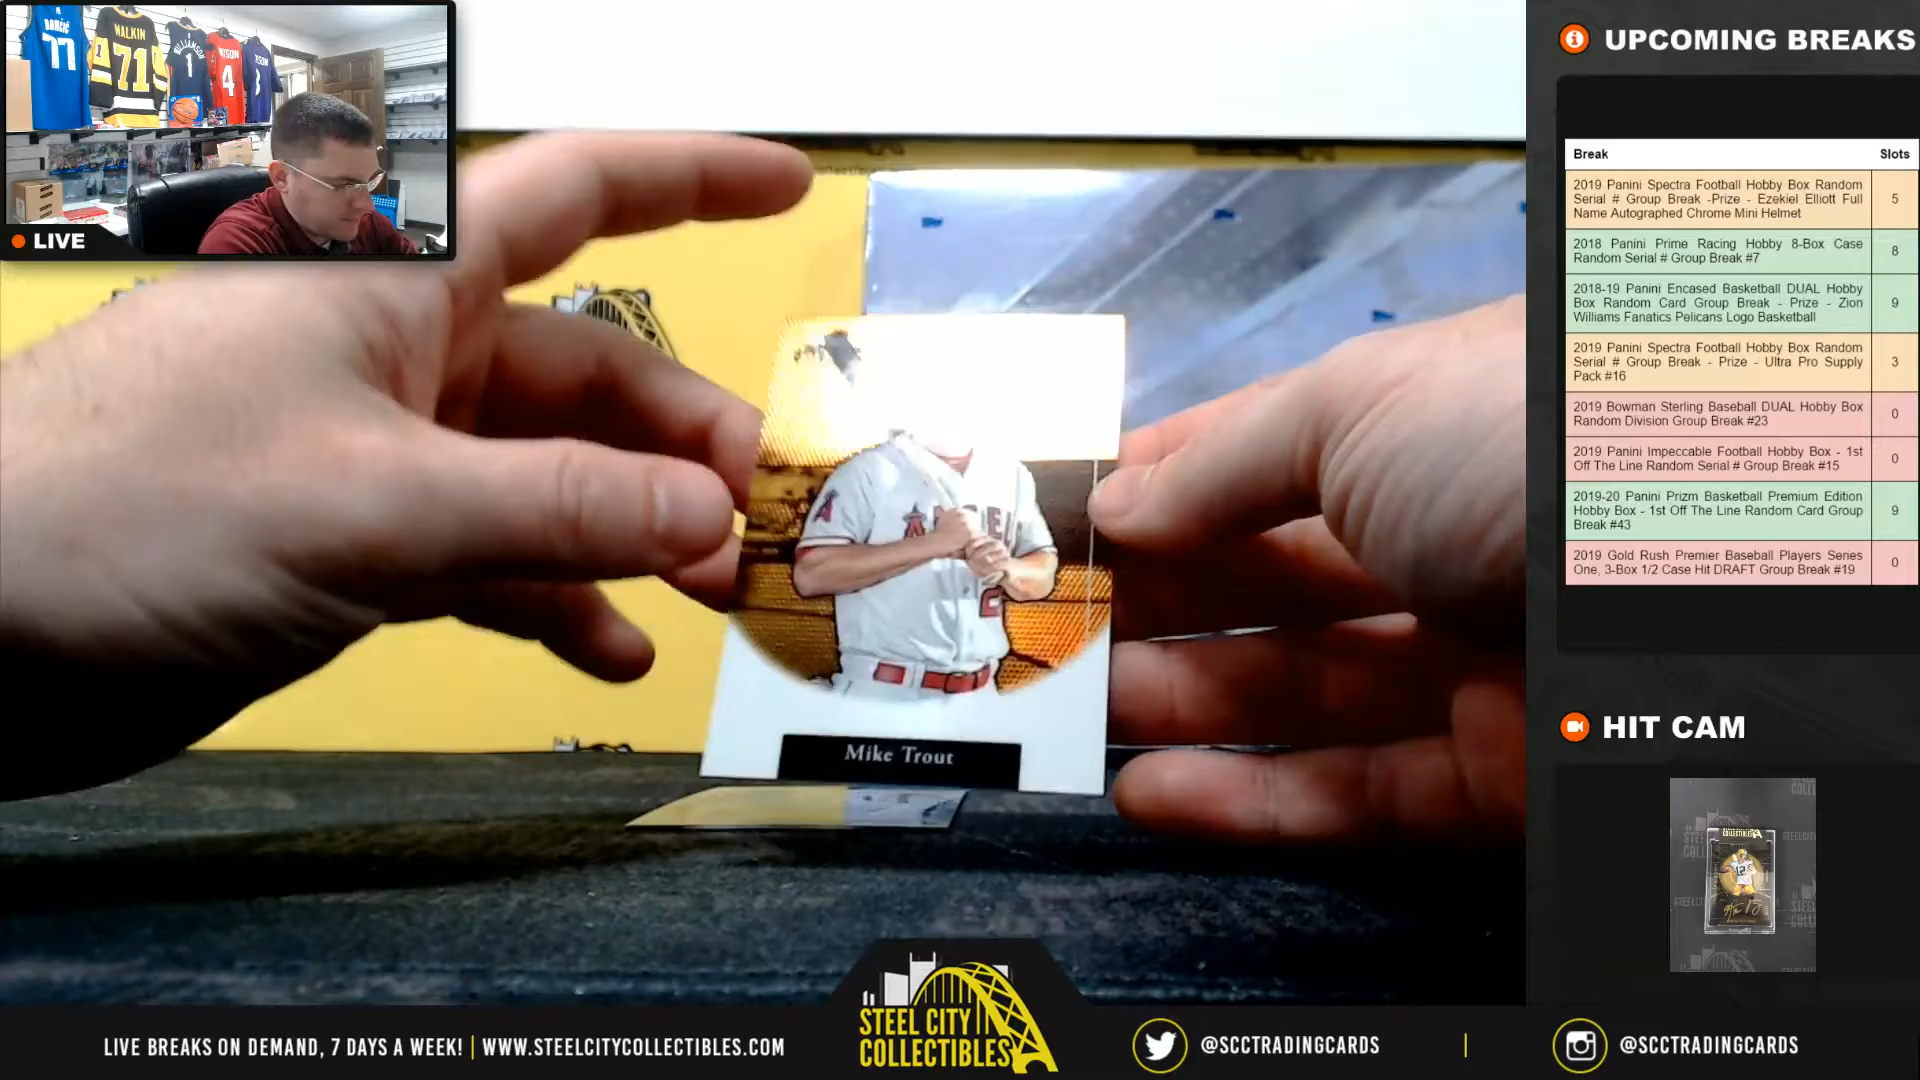 77
MALKIN
71
WILLIAMSON
1
4
LIVE
ANGELS
Mike Trout
UPCOMING BREAKS
Break Slots
2019 Panini Spectra Football Hobby Box Random
Serial # Group Break -Prize - Ezekiel Elliott Full
Name Autographed Chrome Mini Helmet
5
2018 Panini Prime Racing Hobby 8-Box Case
Random Serial # Group Break #7
8
2018-19 Panini Encased Basketball DUAL Hobby
Box Random Card Group Break - Prize - Zion
Williams Fanatics Pelicans Logo Basketball
9
2019 Panini Spectra Football Hobby Box Random
Serial # Group Break - Prize - Ultra Pro Supply
Pack #16
3
2019 Bowman Sterling Baseball DUAL Hobby Box
Random Division Group Break #23
0
2019 Panini Impeccable Football Hobby Box - 1st
Off The Line Random Serial # Group Break #15
0
2019-20 Panini Prizm Basketball Premium Edition
Hobby Box - 1st Off The Line Random Card Group
Break #43
9
2019 Gold Rush Premier Baseball Players Series
One, 3-Box 1/2 Case Hit DRAFT Group Break #19
0
HIT CAM
12
LIVE BREAKS ON DEMAND, 7 DAYS A WEEK! | WWW.STEELCITYCOLLECTIBLES.COM
STEEL CITY
COLLECTIBLES
@SCCTRADINGCARDS
@SCCTRADINGCARDS